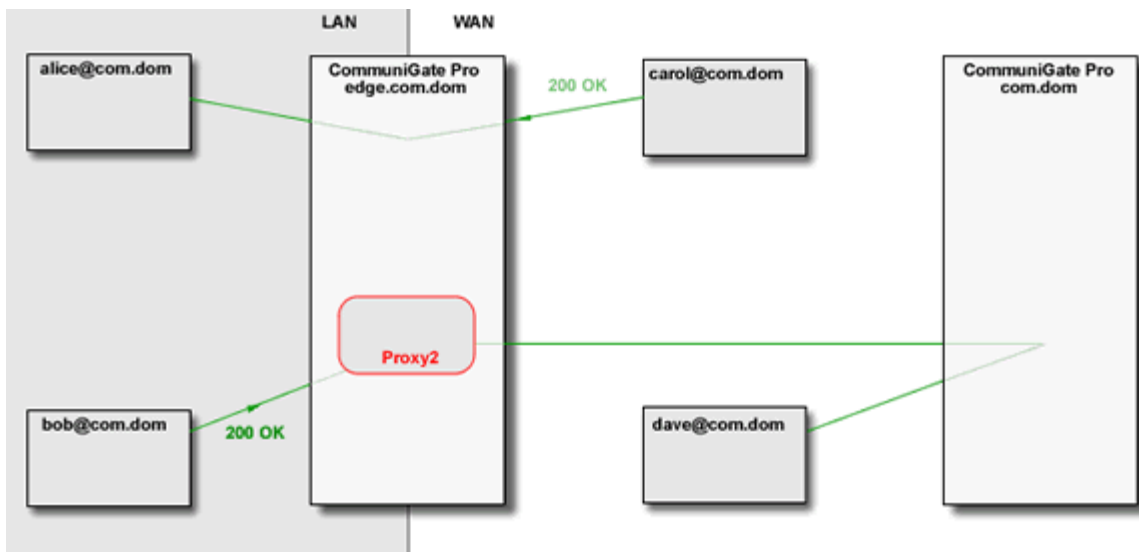 LAN
WAN
alice@com.dom
CommuniGate Pro
edge.com.dom
200 OK
carol@com.dom
CommuniGate Pro
com.dom
Proxy2
bob@com.dom
200 OK
dave@com.dom